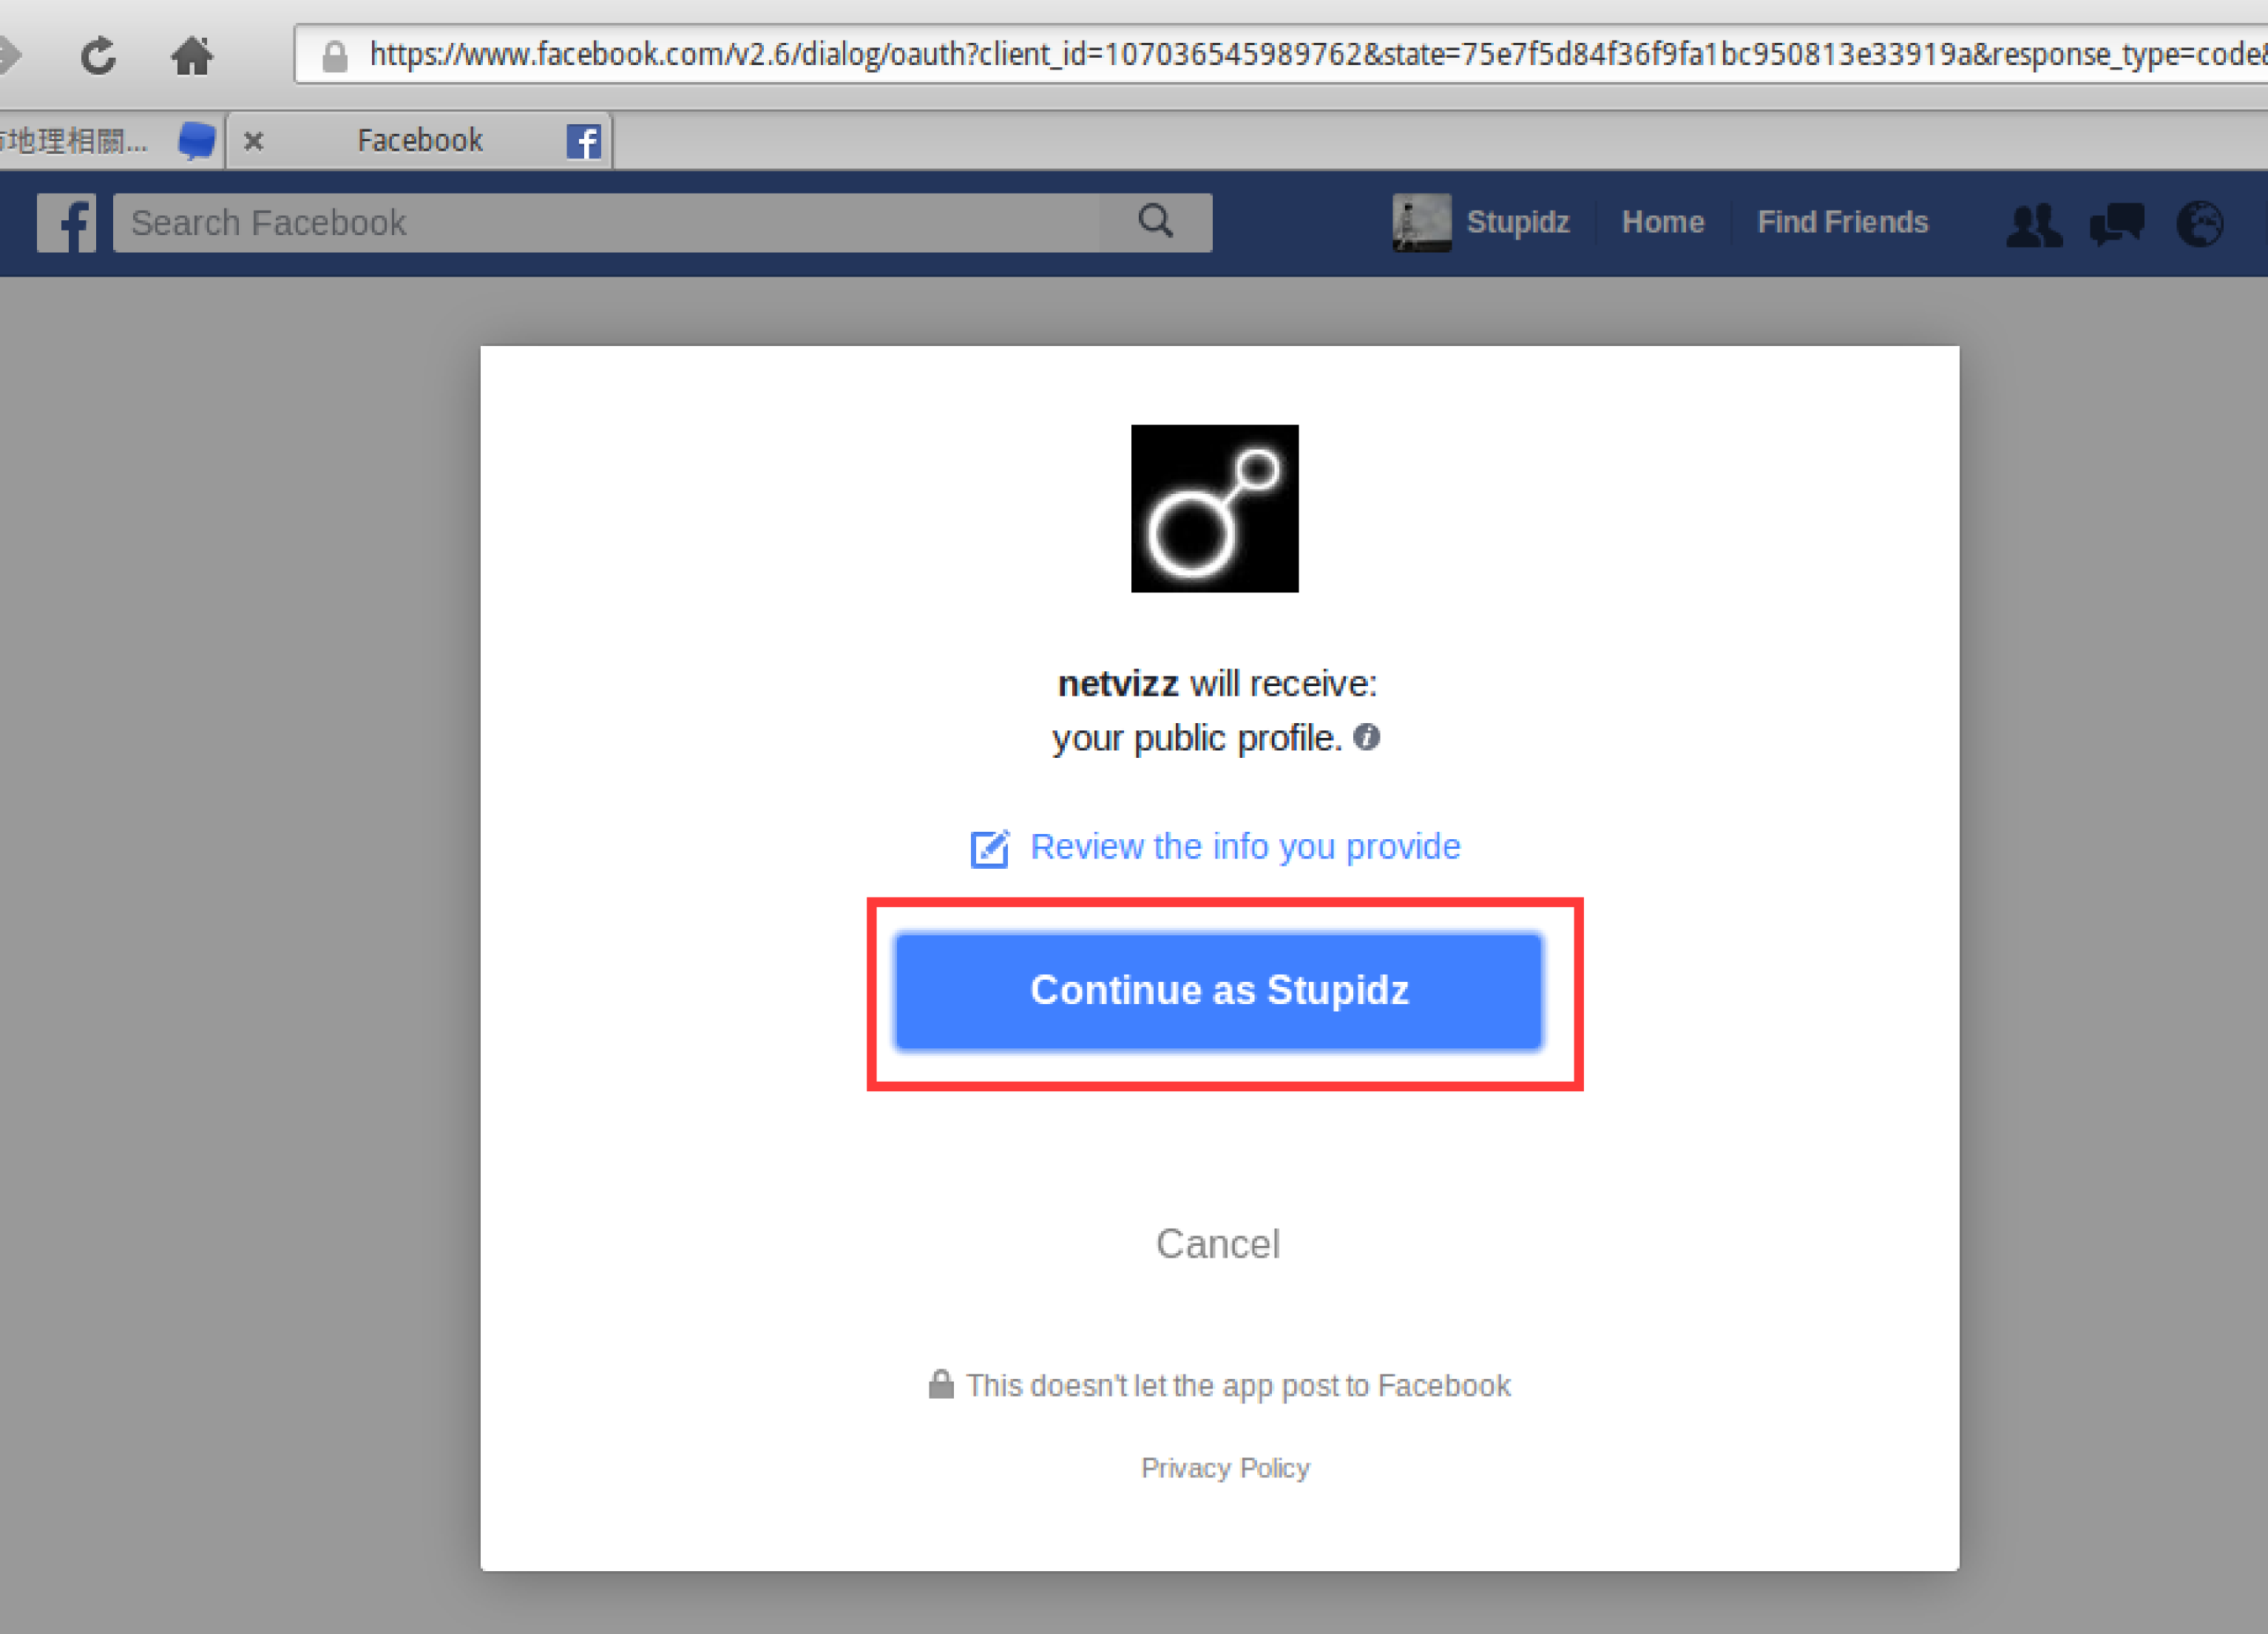 https://www.facebook.com/v2.6/dialog/oauth?client_id=107036545989762&state=75e7f5d84f36f9fa1bc950813e33919a&response_type=code&
地理相關...
Facebook
Search Facebook
Stupidz
Home
Find Friends
netvizz will receive:
your public profile.
Review the info you provide
Continue as Stupidz
Cancel
This doesn't let the app post to Facebook
Privacy Policy